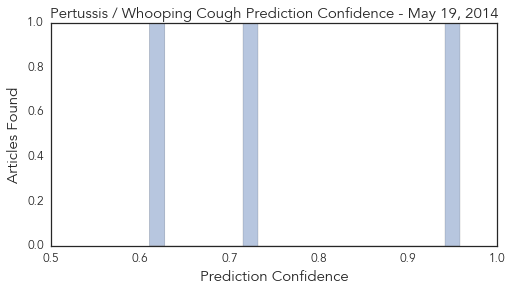 Pertussis / Whooping Cough Prediction Confidence - May 19, 2014
1.0
0.8
0.6
0.4
0.2
0.0
Articles Found
0.5 0.6 0.7 0.8 0.9 1.0
Prediction Confidence